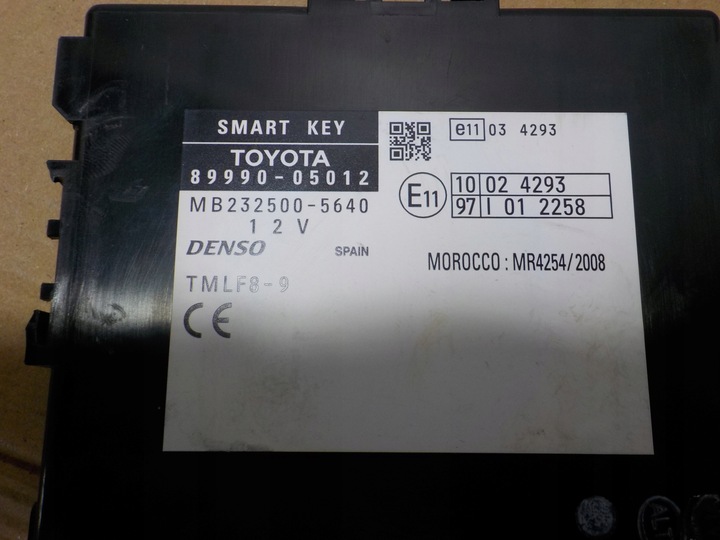 SMART KEY
TOYOTA
89990-05012
MB232500-5640
12V
DENSO SPAIN
TMLF8-9
CE
e11 03 4293
E11
10 02 4293
97 I 01 2258
MOROCCO: MR4254/2008